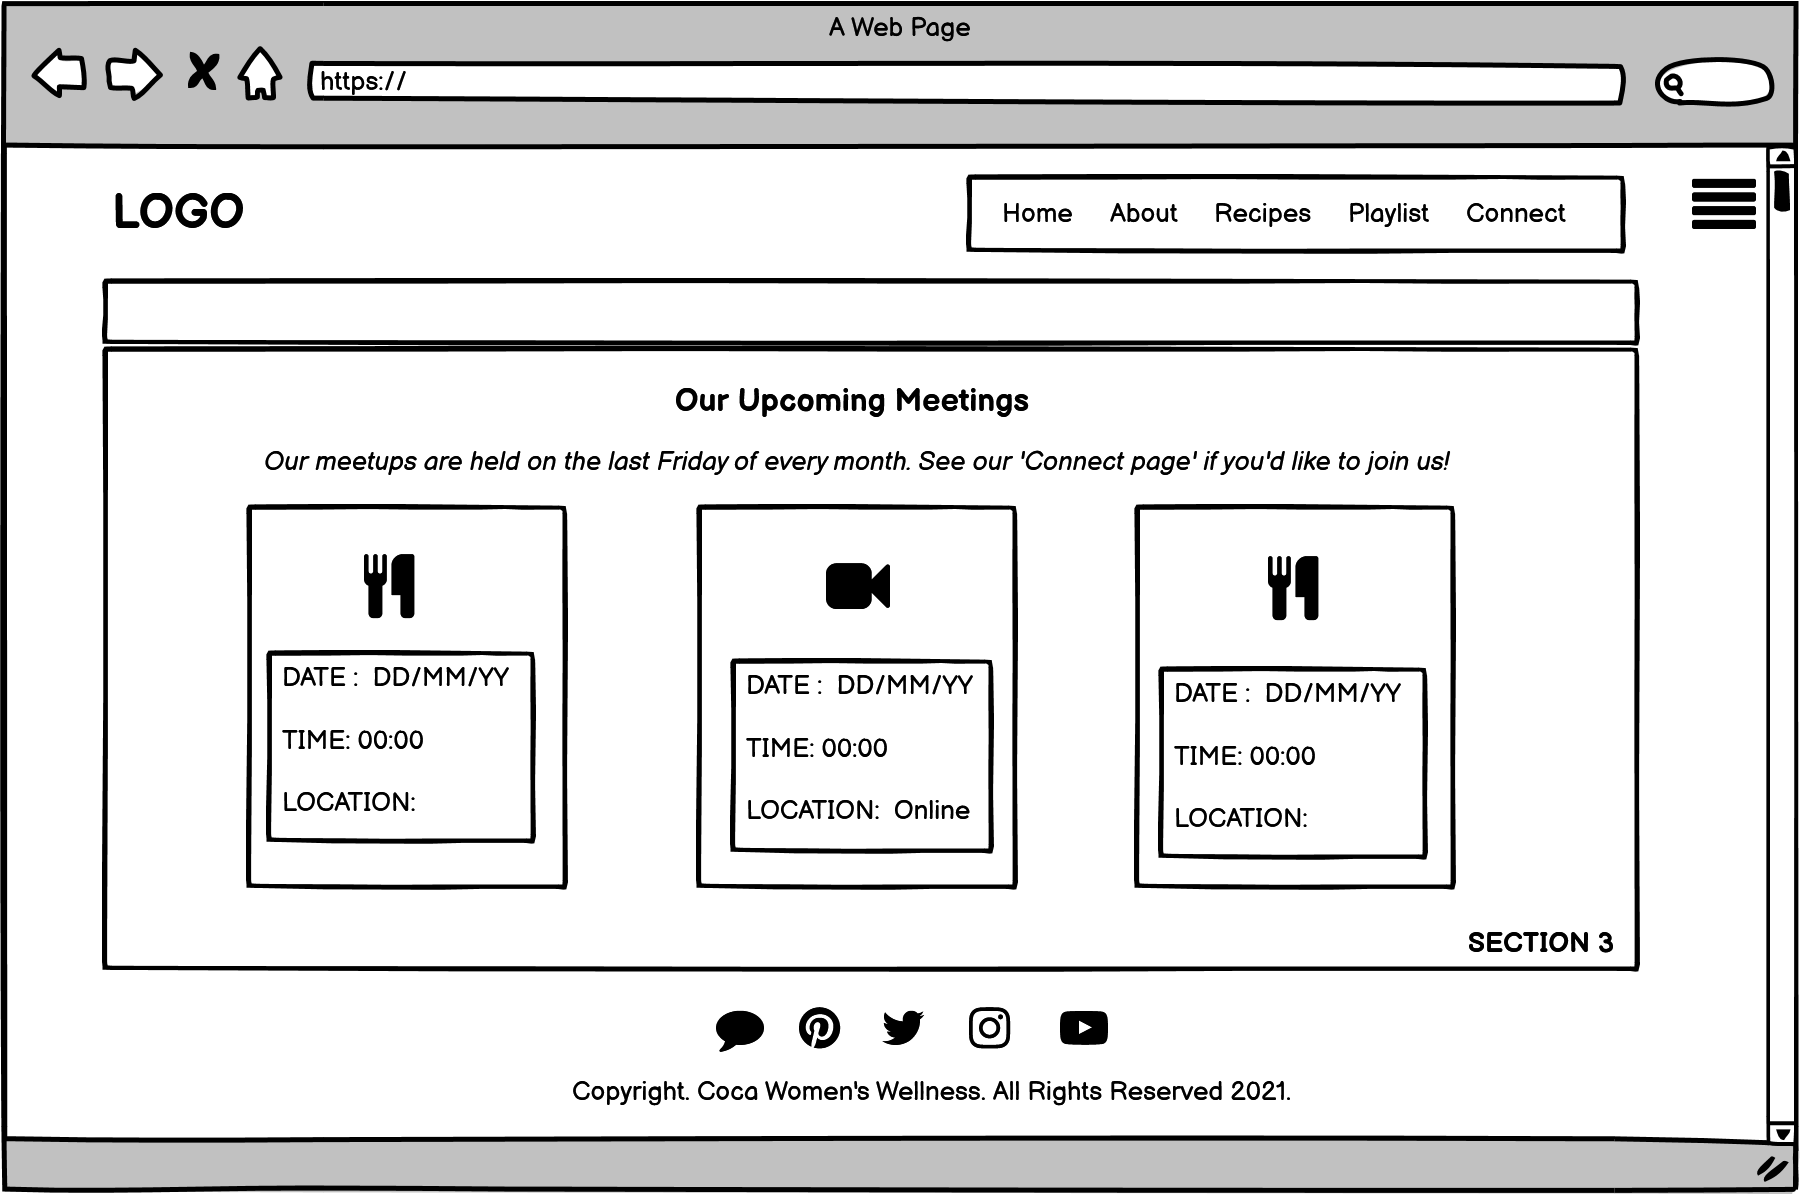 A Web Page
https://
LOGO
Home About Recipes Playlist Connect
Our Upcoming Meetings
Our meetups are held on the last Friday of every month. See our 'Connect page' if you'd like to join us!
DATE : DD/MM/YY
TIME: 00:00
LOCATION:
DATE : DD/MM/YY
TIME: 00:00
LOCATION: Online
DATE : DD/MM/YY
TIME: 00:00
LOCATION:
SECTION 3
Copyright. Coca Women's Wellness. All Rights Reserved 2021.